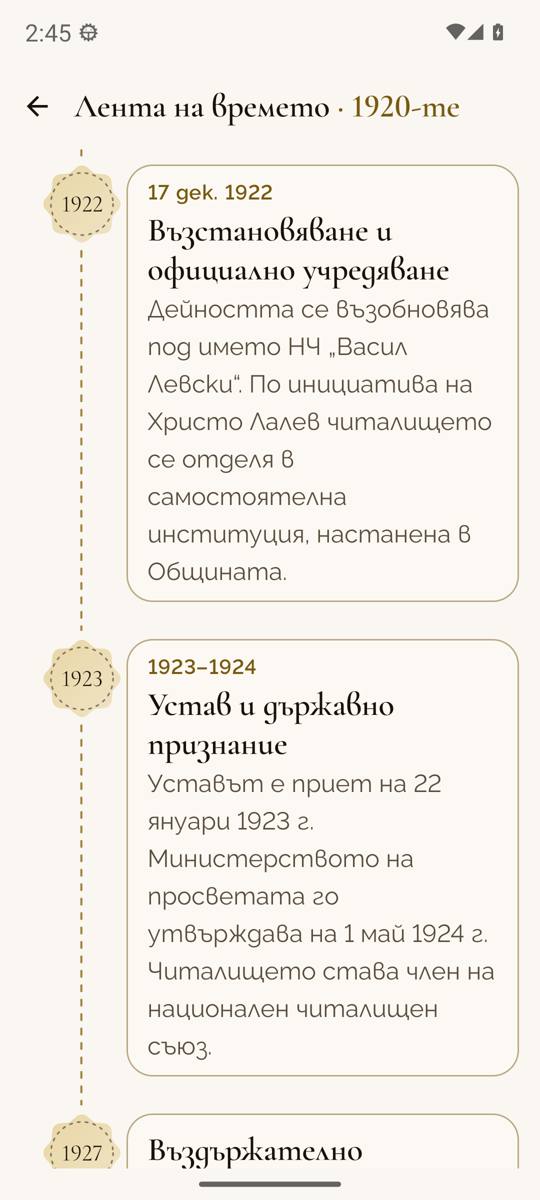 2:45
Лента на времето · 1920-те
1922
17 дек. 1922
Възстановяване и
официално учредяване
Дейността се възобновява
под името НЧ „Васил
Левски“. По инициатива на
Христо Лалев читалището
се отделя в
самостоятелна
институция, настанена в
Общината.
1923
1923–1924
Устав и държавно
признание
Уставът е приет на 22
януари 1923 г.
Министерството на
просветата го
утвърждава на 1 май 1924 г.
Читалището става член на
национален читалищен
съюз.
1927
Въздържателно